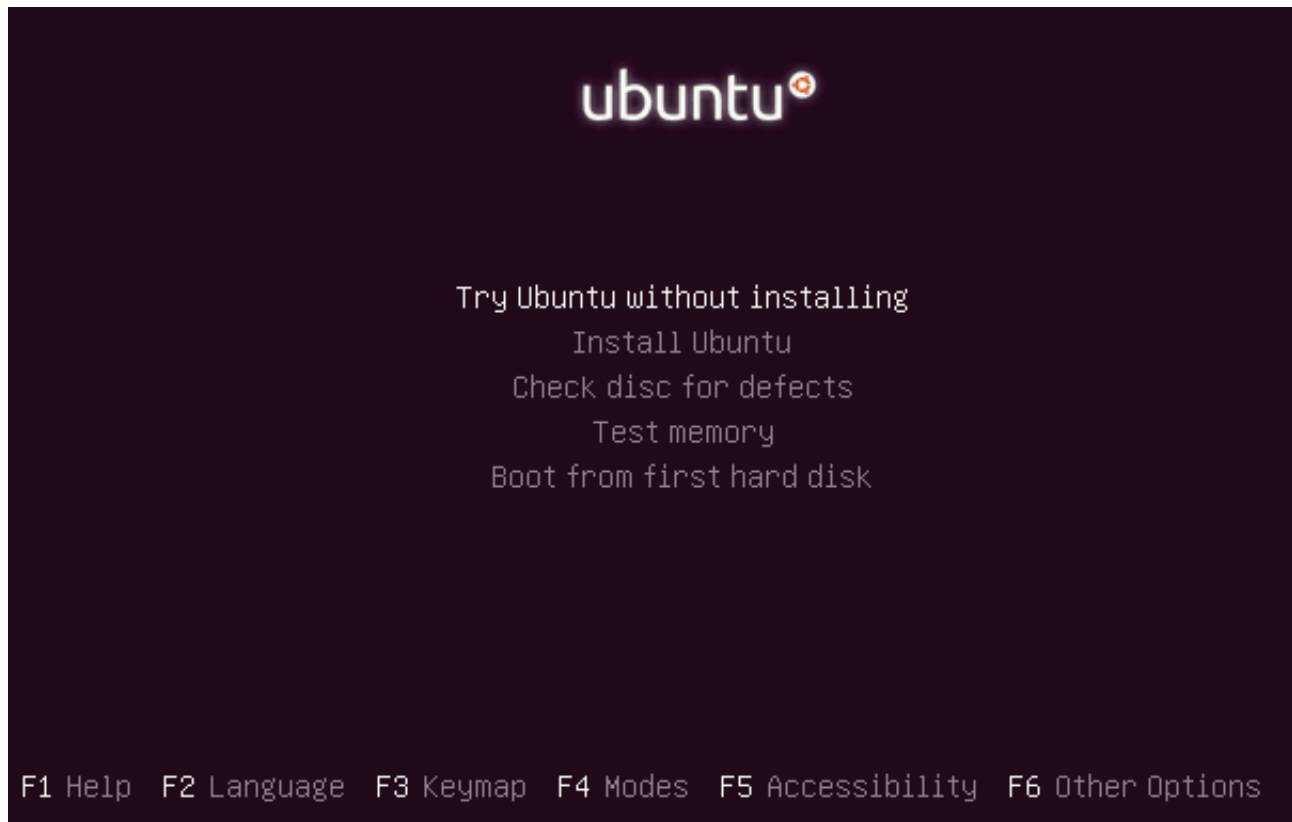 ubuntu
Try Ubuntu without installing
Install Ubuntu
Check disc for defects
Test memory
Boot from first hard disk
F1 Help F2 Language F3 Keymap F4 Modes F5 Accessibility F6 Other Options